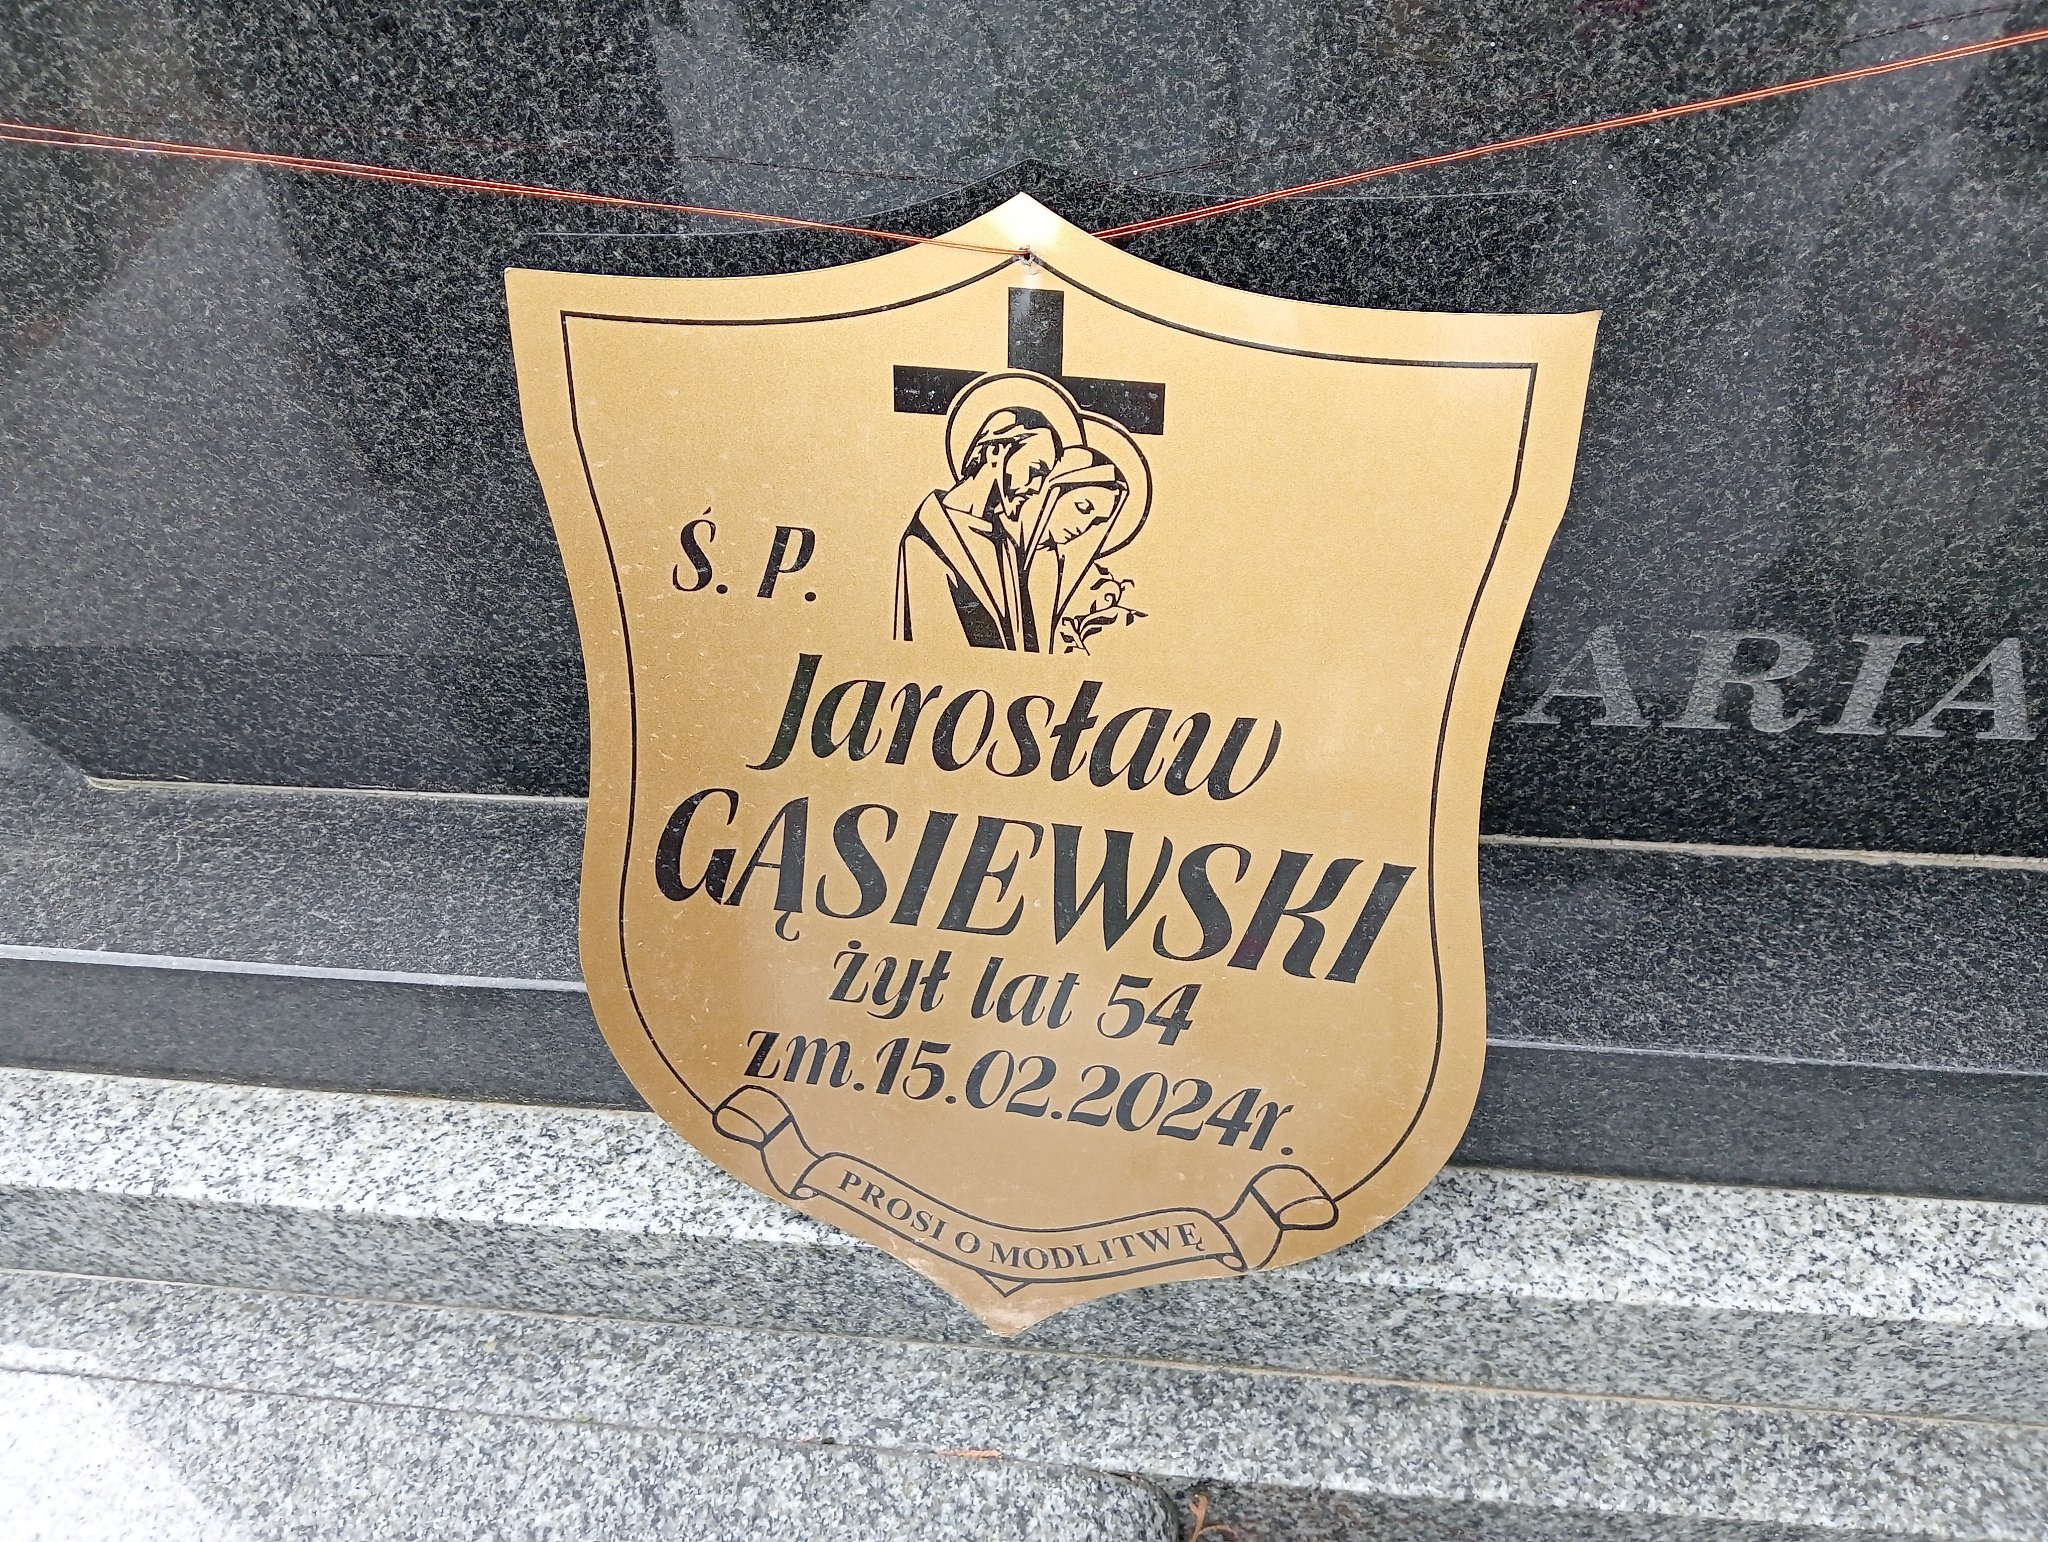 Ś. P.
Jarosław
GĄSIEWSKI
żył lat 54
zm.15.02.2024r.
PROSI O MODLITWĘ
ARIA